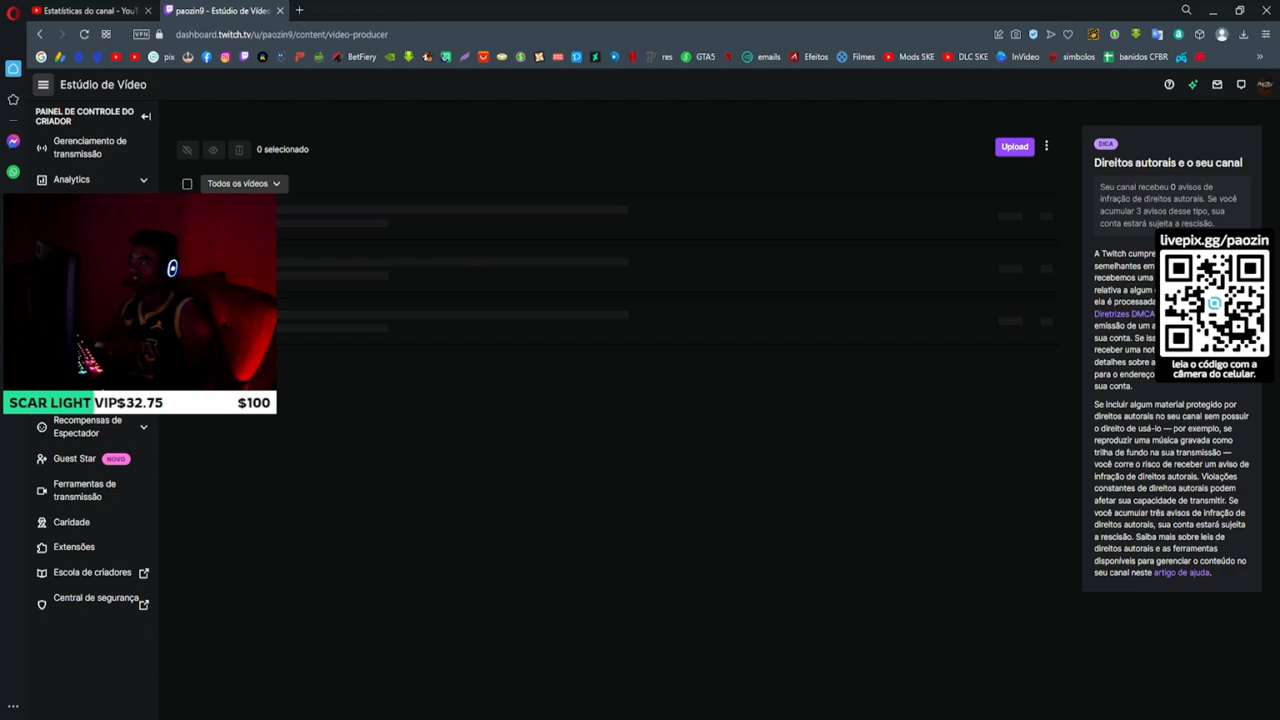 Estatísticas do canal - YouT
paozin9 - Estúdio de Víde
VPN
dashboard.twitch.tv/u/paozin9/content/video-producer
pix
BetFiery
res
GTA5
emails
Efeitos
Filmes
Mods SKE
DLC SKE
InVideo
simbolos
banidos CFBR
Estúdio de Vídeo
PAINEL DE CONTROLE DO
CRIADOR
Gerenciamento de
transmissão
Analytics
0 selecionado
Upload
Todos os vídeos
SCAR LIGHT VIP$32.75
$100
Recompensas de
Espectador
Guest Star
NOVO
Ferramentas de
transmissão
Caridade
Extensões
Escola de criadores
Central de segurança
DICA
Direitos autorais e o seu canal
Seu canal recebeu 0 avisos de
infração de direitos autorais. Se você
acumular 3 avisos desse tipo, sua
conta estará sujeita a rescisão.
A Twitch cumpre
semelhantes em
recebemos uma
relativa a algum
ela é processada
Diretrizes DMCA
emissão de um a
sua conta. Se
receber uma not
detalhes sobre a
para o endereço
sua conta.
livepix.gg/paozin
leia o código com a
câmera do celular.
Se incluir algum material protegido por
direitos autorais no seu canal sem possuir
o direito de usá-lo — por exemplo, se
reproduzir uma música gravada como
trilha de fundo na sua transmissão —
você corre o risco de receber um aviso de
infração de direitos autorais. Violações
constantes de direitos autorais podem
afetar sua capacidade de transmitir. Se
você acumular três avisos de infração de
direitos autorais, sua conta estará sujeita
a rescisão. Saiba mais sobre leis de
direitos autorais e as ferramentas
disponíveis para gerenciar o conteúdo no
seu canal neste artigo de ajuda.